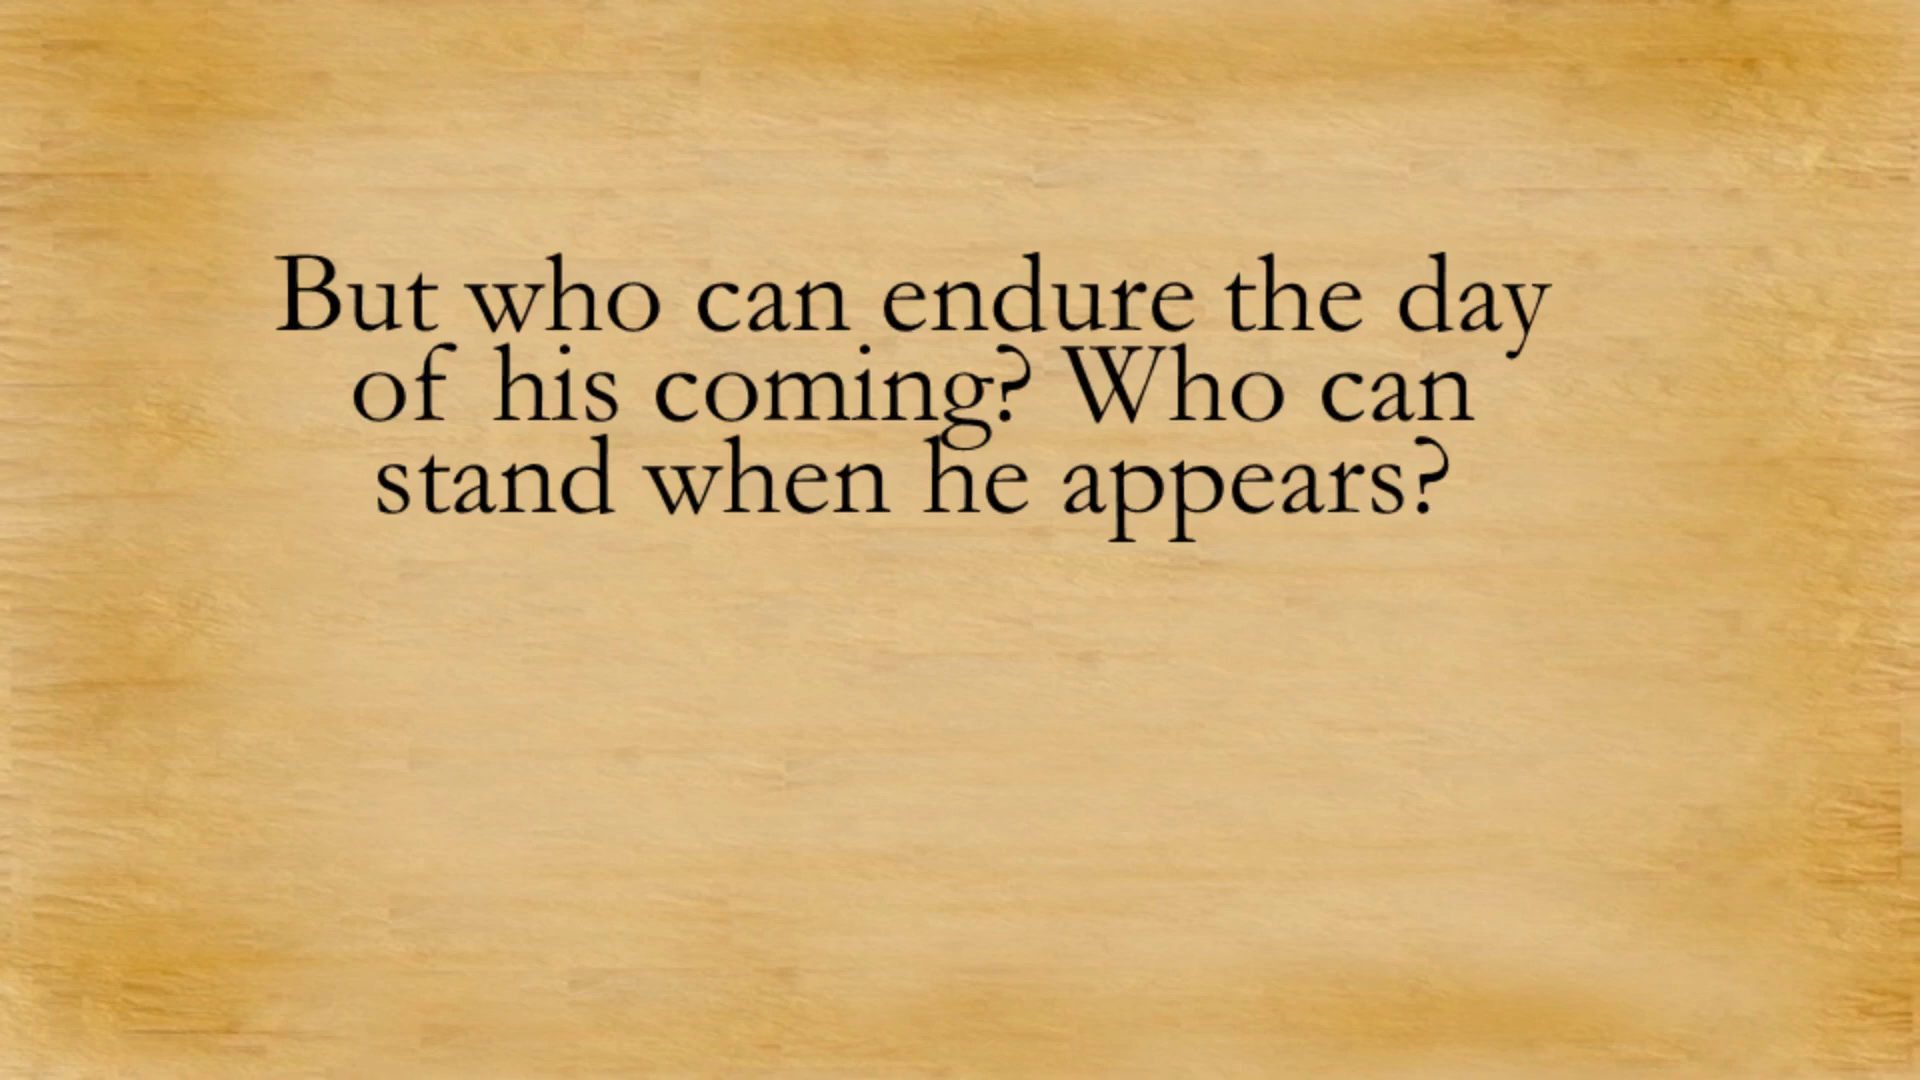 But who can endure the day
of his coming? Who can
stand when he appears?